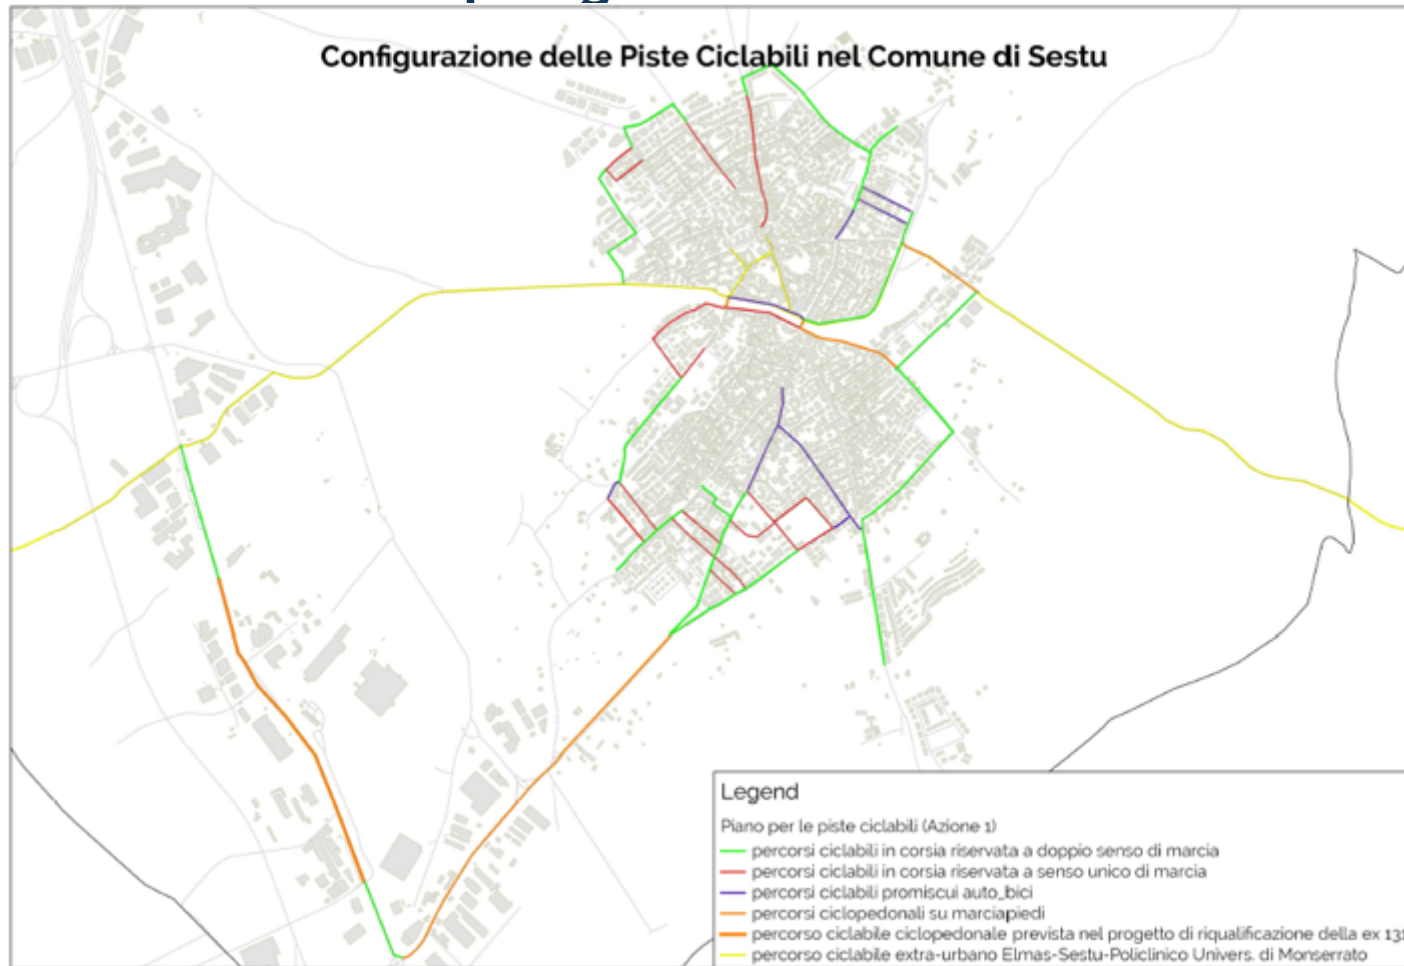 Configurazione delle Piste Ciclabili nel Comune di Sestu
Legend
Piano per le piste ciclabili (Azione 1)
percorsi ciclabili in corsia riservata a doppio senso di marcia
percorsi ciclabili in corsia riservata a senso unico di marcia
percorsi ciclabili promiscui auto_bici
percorsi ciclopedonali su marciapiedi
percorso ciclabile ciclopedonale prevista nel progetto di riqualificazione della ex 131
percorso ciclabile extra-urbano Elmas-Sestu-Policlinico Univers. di Monserrato